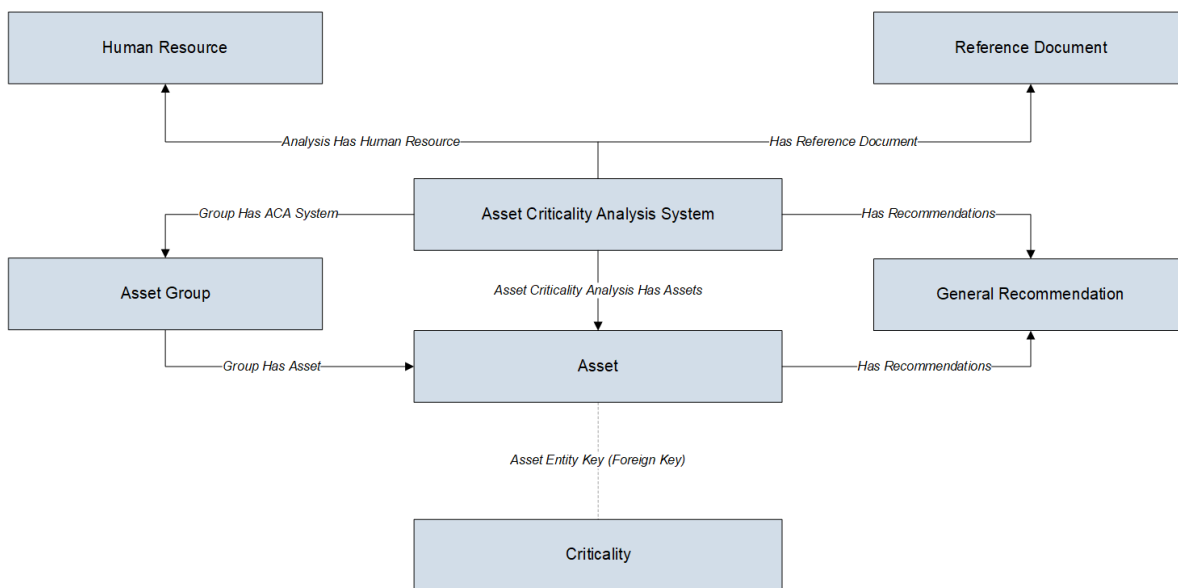 Human Resource
Reference Document
Analysis Has Human Resource
Has Reference Document
Asset Criticality Analysis System
Group Has ACA System
Has Recommendations
Asset Group
Asset Criticality Analysis Has Assets
General Recommendation
Group Has Asset
Asset
Has Recommendations
Asset Entity Key (Foreign Key)
Criticality